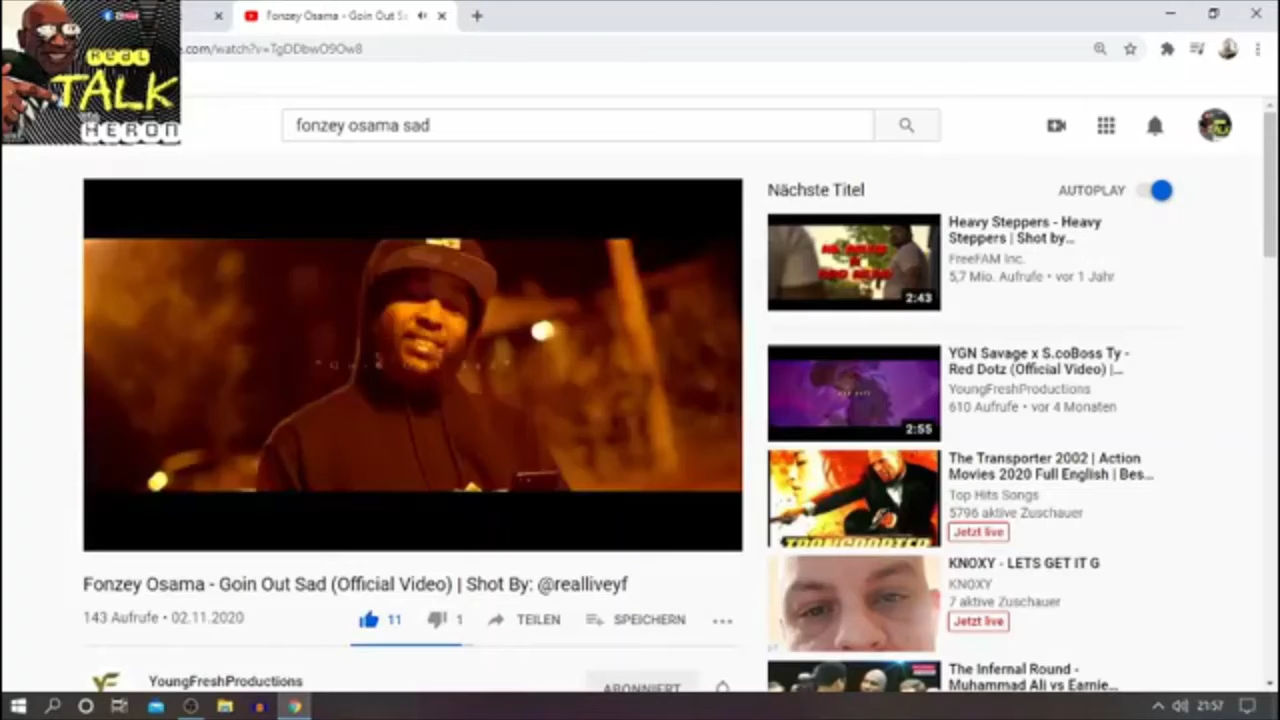 Fonzey Osama - Goin Out Sa
.com/watch?v=TgDDbwO9Ow8
Real
TALK
HERON
fonzey osama sad
Nächste Titel
AUTOPLAY
Heavy Steppers - Heavy
Steppers | Shot by...
FreeFAM Inc.
5,7 Mio. Aufrufe • vor 1 Jahr
2:43
YGN Savage x S.coBoss Ty -
Red Dotz (Official Video) |...
YoungFreshProductions
610 Aufrufe • vor 4 Monaten
2:55
The Transporter 2002 | Action
Movies 2020 Full English | Bes...
Top Hits Songs
5796 aktive Zuschauer
Jetzt live
KNOXY - LETS GET IT G
KNOXY
7 aktive Zuschauer
Jetzt live
The Infernal Round -
Muhammad Ali vs Earnie...
Fonzey Osama - Goin Out Sad (Official Video) | Shot By: @realliveyf
143 Aufrufe • 02.11.2020
11
1
TEILEN
SPEICHERN
YoungFreshProductions
ABONNIERT
21:57